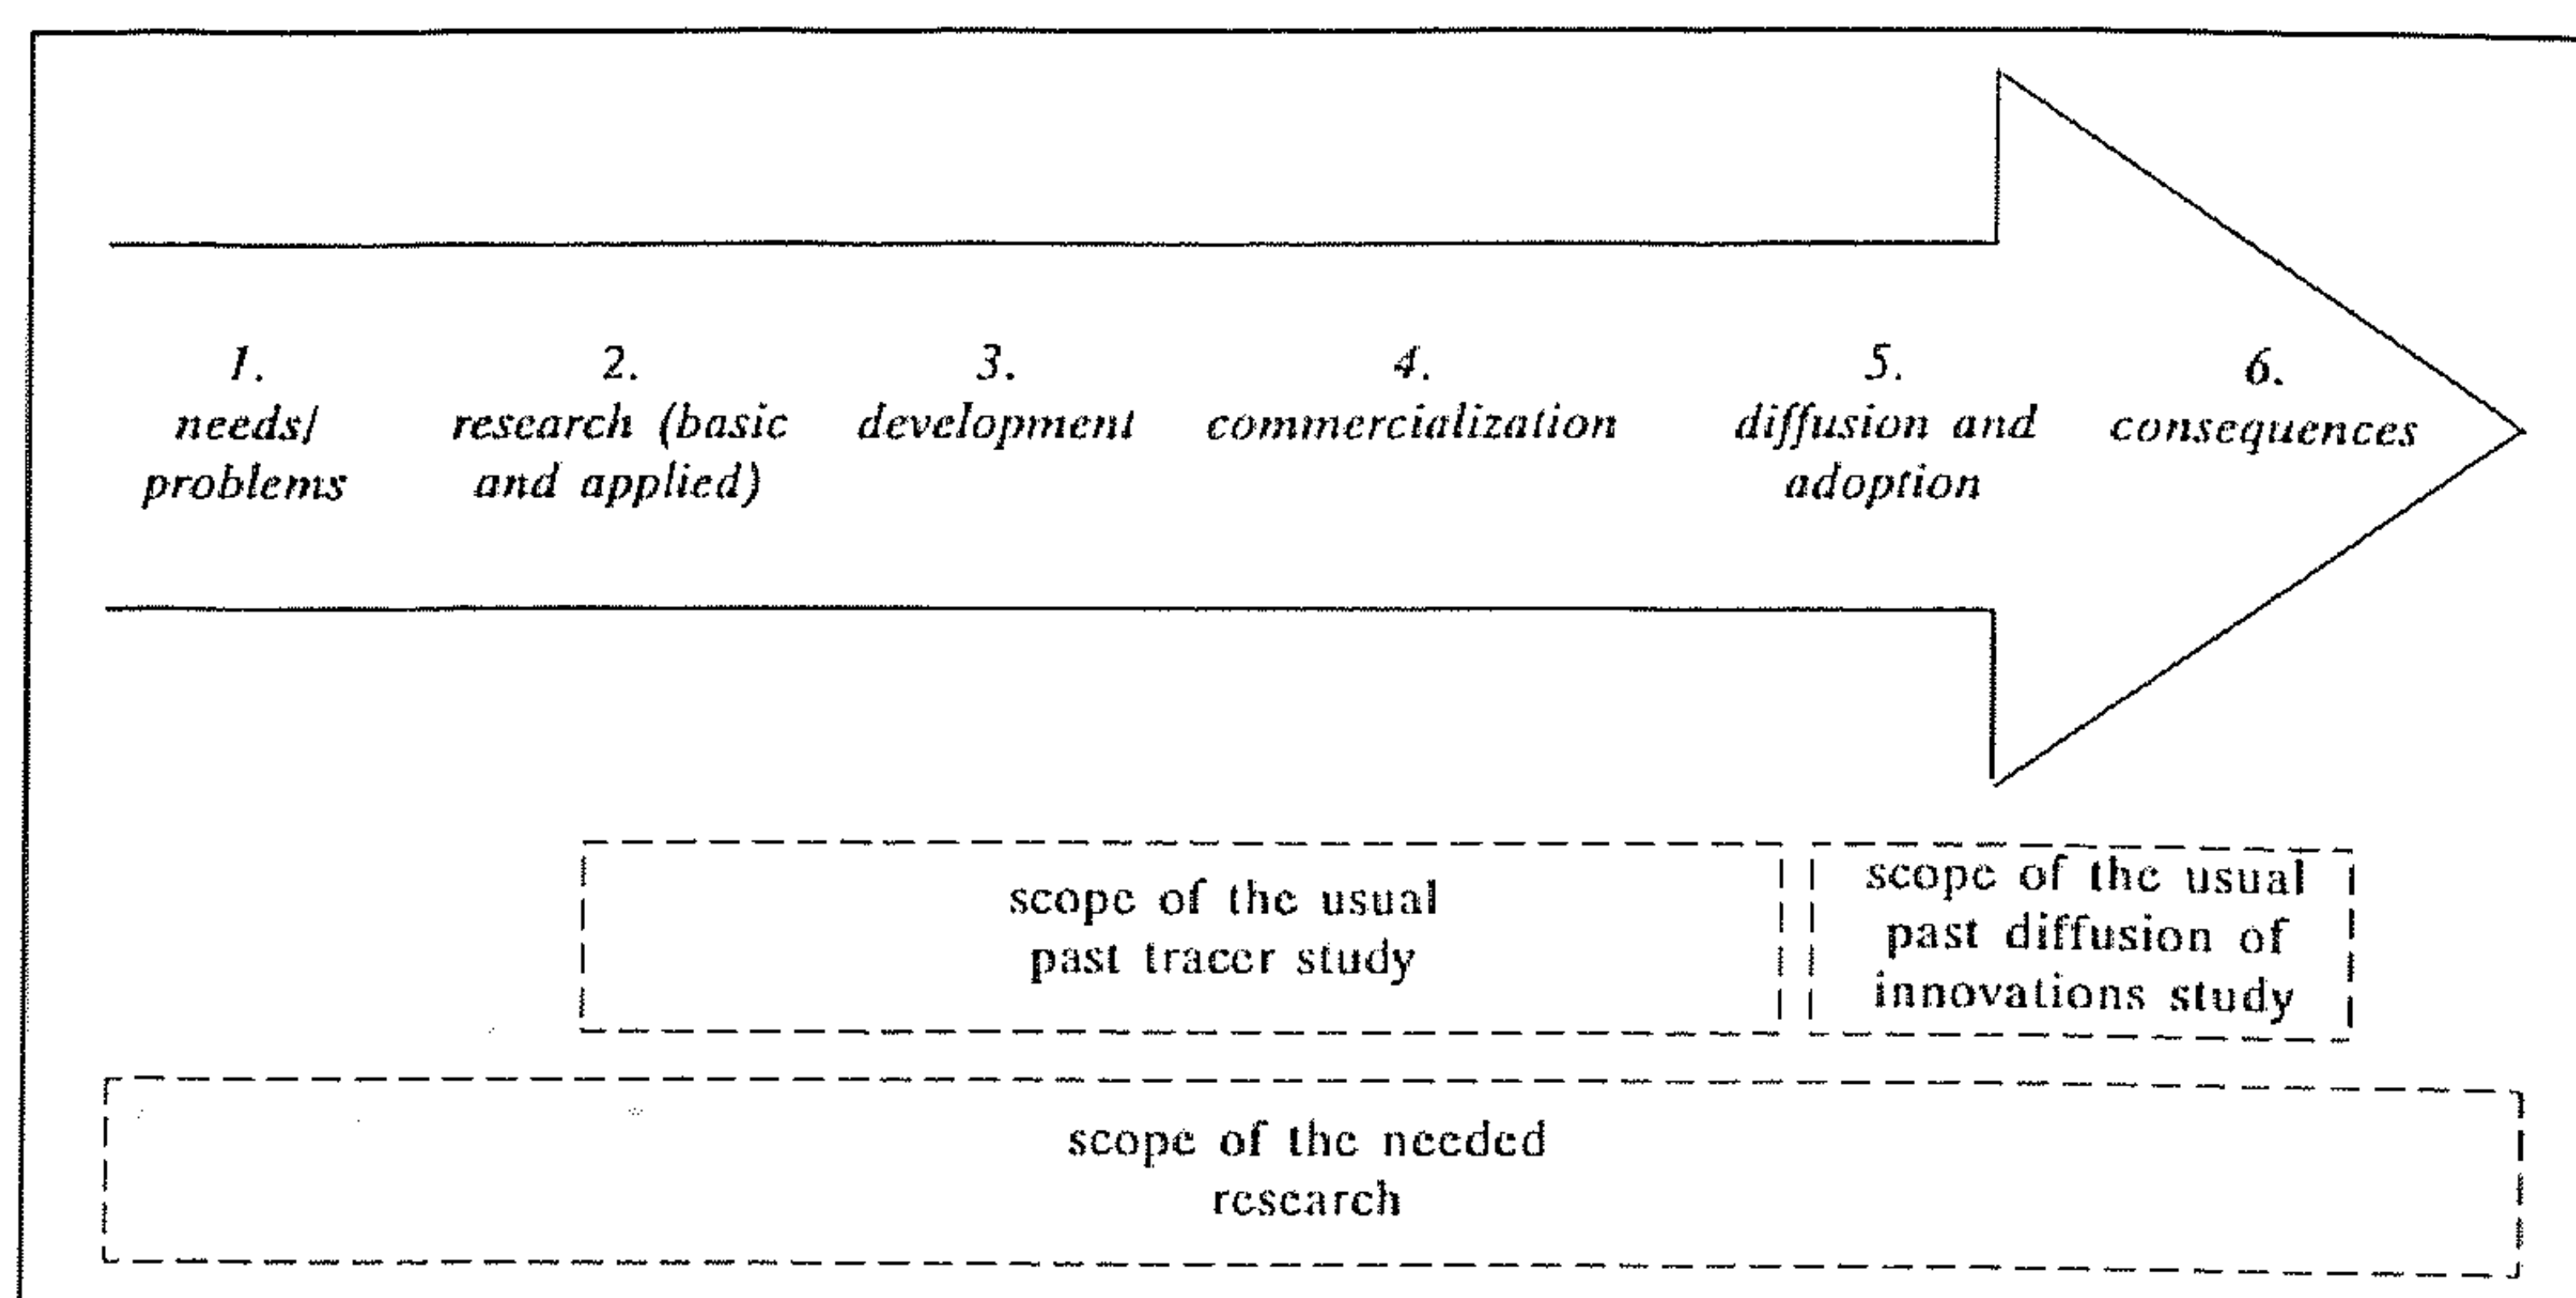 1.
needs/
problems
2.
research (basic
and applied)
3.
development
4.
commercialization
5.
diffusion and
adoption
6.
consequences
scope of the usual
past tracer study
scope of the usual
past diffusion of
innovations study
scope of the needed
research